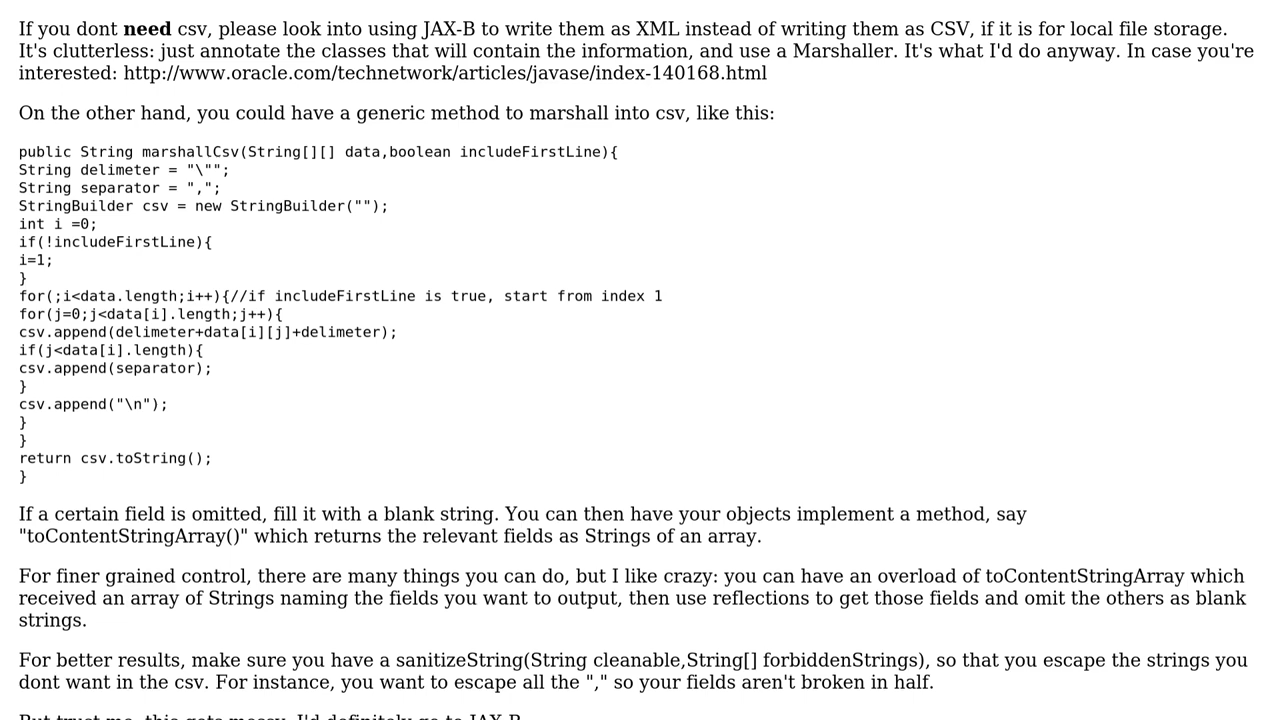 If you dont need csv, please look into using JAX-B to write them as XML instead of writing them as CSV, if it is for local file storage.
It's clutterless: just annotate the classes that will contain the information, and use a Marshaller. It's what I'd do anyway. In case you're
interested: http://www.oracle.com/technetwork/articles/javase/index-140168.html
On the other hand, you could have a generic method to marshall into csv, like this:
public String marshallCsv(String[][] data,boolean includeFirstLine){
String delimeter = "\"";
String separator = ",";
StringBuilder csv = new StringBuilder("");
int i =0;
if(!includeFirstLine){
i=1;
}
for(;i<data.length;i++){//if includeFirstLine is true, start from index 1
for(j=0;j<data[i].length;j++){
csv.append(delimeter+data[i][j]+delimeter);
if(j<data[i].length){
csv.append(separator);
}
csv.append("\n");
}
}
return csv.toString();
}
If a certain field is omitted, fill it with a blank string. You can then have your objects implement a method, say
"toContentStringArray()" which returns the relevant fields as Strings of an array.
For finer grained control, there are many things you can do, but I like crazy: you can have an overload of toContentStringArray which
received an array of Strings naming the fields you want to output, then use reflections to get those fields and omit the others as blank
strings.
For better results, make sure you have a sanitizeString(String cleanable,String[] forbiddenStrings), so that you escape the strings you
dont want in the csv. For instance, you want to escape all the "," so your fields aren't broken in half.
But trust me, this gets messy. I'd definitely go to JAX-B.